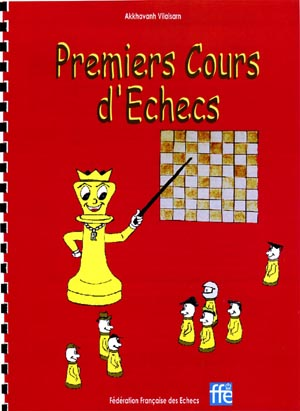 Akkhavanh Vilaisarn
Premiers Cours
d'Echecs
Fédération Française des Echecs
ffe